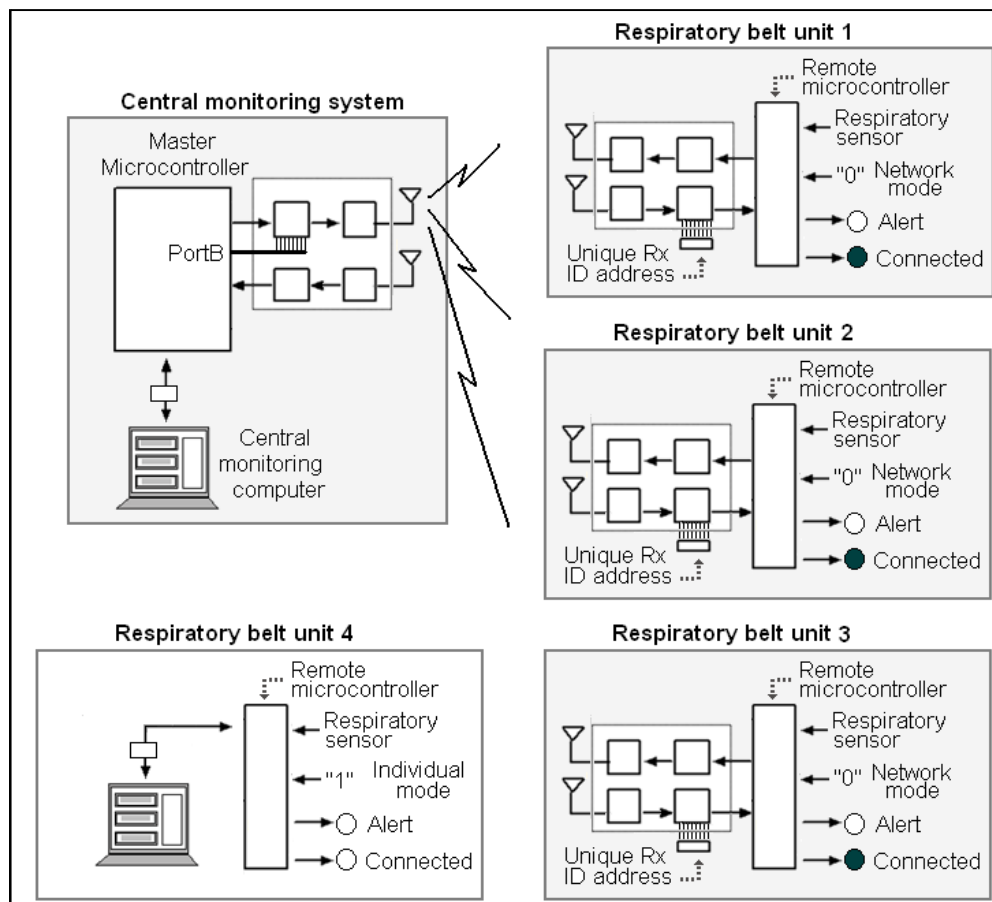 Central monitoring system
Master
Microcontroller
PortB
Central
monitoring
computer
Respiratory belt unit 1
Remote
microcontroller
Respiratory
sensor
"0" Network
mode
Alert
Connected
Unique Rx
ID address
Respiratory belt unit 2
Remote
microcontroller
Respiratory
sensor
"0" Network
mode
Alert
Connected
Unique Rx
ID address
Respiratory belt unit 4
Remote
microcontroller
Respiratory
sensor
"1" Individual
mode
Alert
Connected
Respiratory belt unit 3
Remote
microcontroller
Respiratory
sensor
"0" Network
mode
Alert
Connected
Unique Rx
ID address